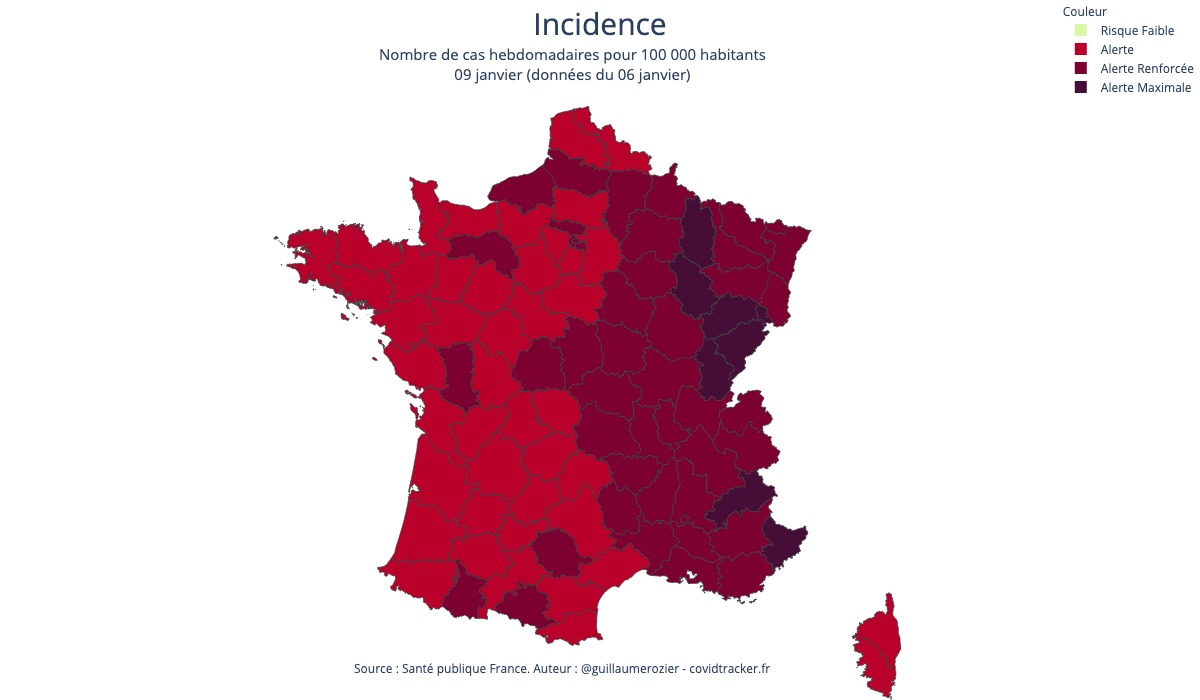 Incidence
Nombre de cas hebdomadaires pour 100 000 habitants
09 janvier (données du 06 janvier)
Couleur
Risque Faible
Alerte
Alerte Renforcée
Alerte Maximale
Source : Santé publique France. Auteur : @guillaumerozier - covidtracker.fr